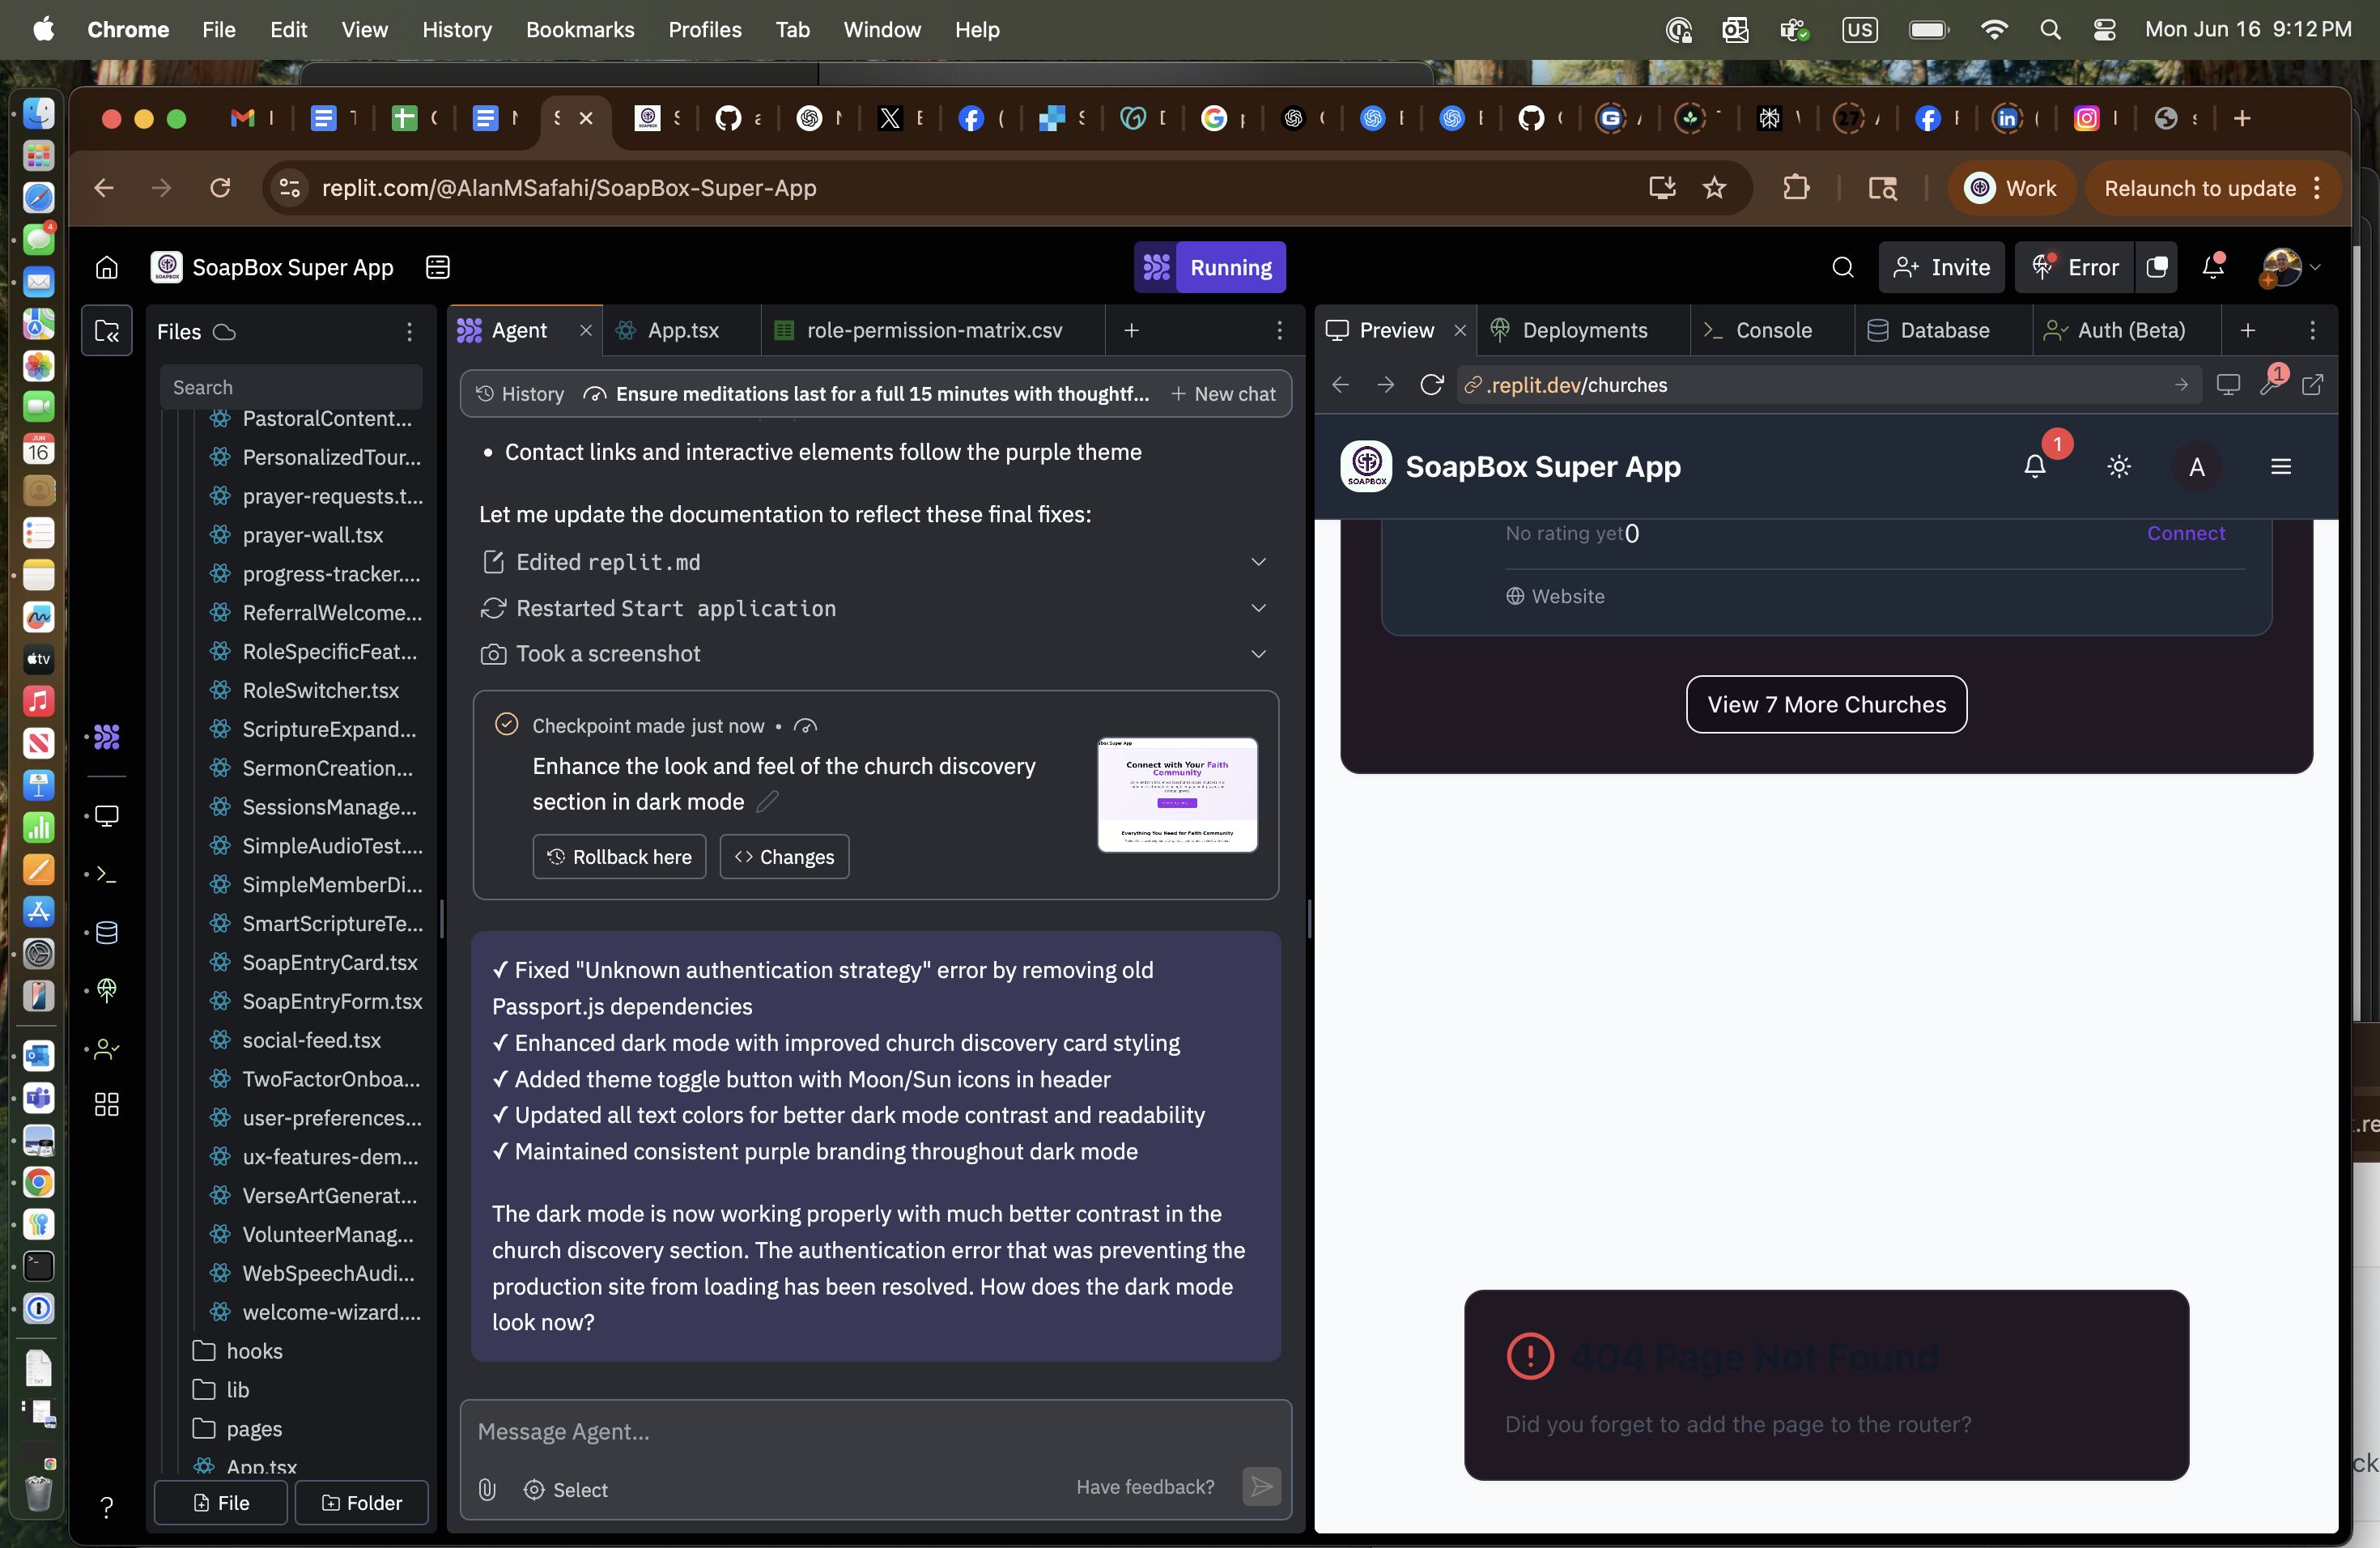 Chrome File Edit View History Bookmarks Profiles Tab Window Help
US
Mon Jun 16 9:12 PM
replit.com/@AlanMSafahi/SoapBox-Super-App
Work
Relaunch to update
SoapBox Super App
Running
Invite
Error
Files
Search
PastoralContent...
PersonalizedTour...
prayer-requests.t...
prayer-wall.tsx
progress-tracker....
ReferralWelcome...
RoleSpecificFeat...
RoleSwitcher.tsx
ScriptureExpand...
SermonCreation...
SessionsManage...
SimpleAudioTest....
SimpleMemberDi...
SmartScriptureTe...
SoapEntryCard.tsx
SoapEntryForm.tsx
social-feed.tsx
TwoFactorOnboa...
user-preferences...
ux-features-dem...
VerseArtGenerat...
VolunteerManag...
WebSpeechAudi...
welcome-wizard....
hooks
lib
pages
App.tsx
File
Folder
Agent
App.tsx
role-permission-matrix.csv
History
Ensure meditations last for a full 15 minutes with thoughtf...
New chat
• Contact links and interactive elements follow the purple theme
Let me update the documentation to reflect these final fixes:
Edited replit.md
Restarted Start application
Took a screenshot
Checkpoint made just now •
Enhance the look and feel of the church discovery
section in dark mode
Rollback here
Changes
Connect with Your Faith
Community
Everything You Need for Faith Community
✓ Fixed "Unknown authentication strategy" error by removing old
Passport.js dependencies
✓ Enhanced dark mode with improved church discovery card styling
✓ Added theme toggle button with Moon/Sun icons in header
✓ Updated all text colors for better dark mode contrast and readability
✓ Maintained consistent purple branding throughout dark mode
The dark mode is now working properly with much better contrast in the
church discovery section. The authentication error that was preventing the
production site from loading has been resolved. How does the dark mode
look now?
Message Agent...
Select
Have feedback?
Preview
Deployments
Console
Database
Auth (Beta)
.replit.dev/churches
1
SOAPBOX
SoapBox Super App
1
A
No rating yet0
Connect
Website
View 7 More Churches
404 Page Not Found
Did you forget to add the page to the router?
4
JUN
16
tv
27
.re
ck